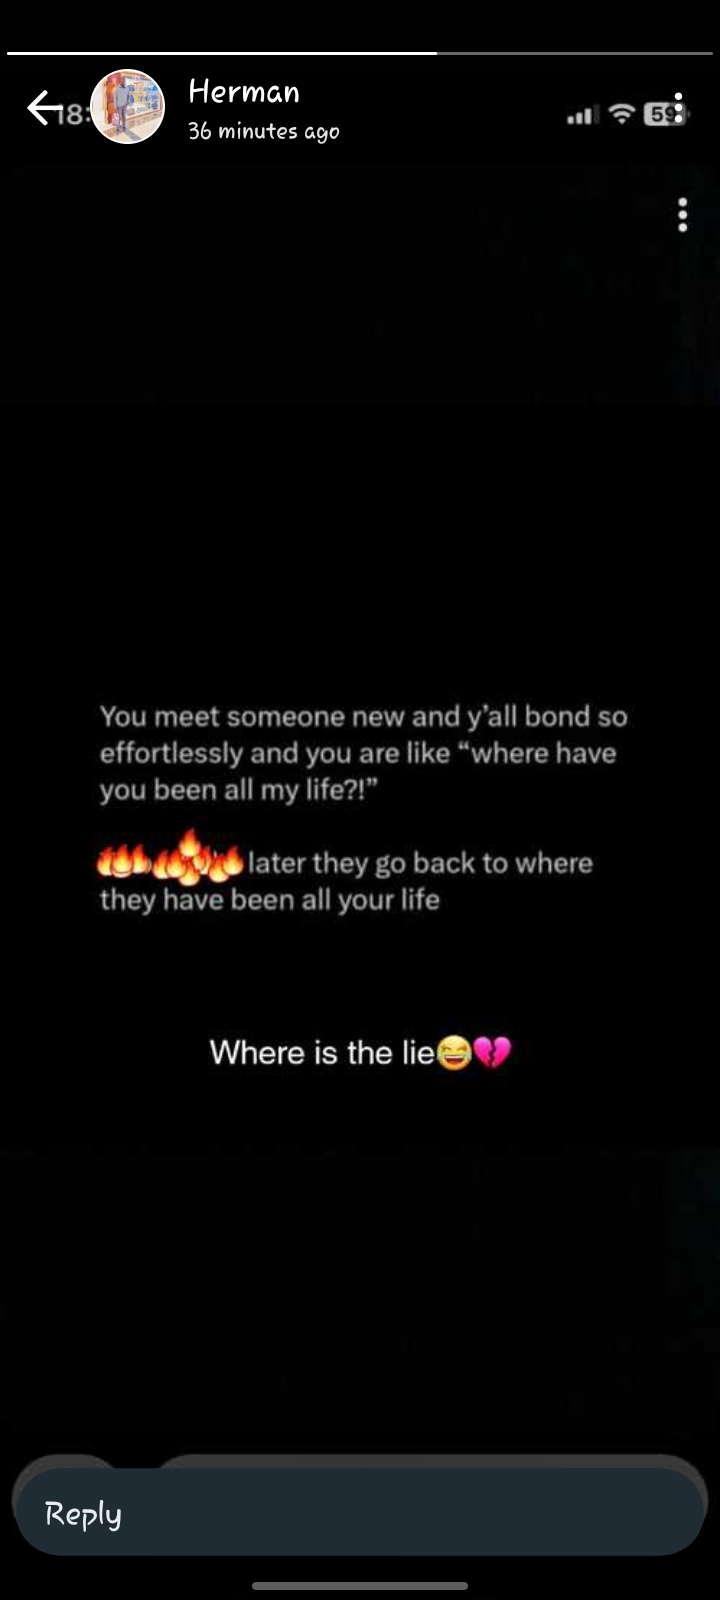 18:
Herman
59
36 minutes ago
You meet someone new and y'all bond so
effortlessly and you are like “where have
you been all my life?!”
🔥🔥🔥🔥🔥🔥🔥🔥 later they go back to where
they have been all your life
Where is the lie😂💔
Reply